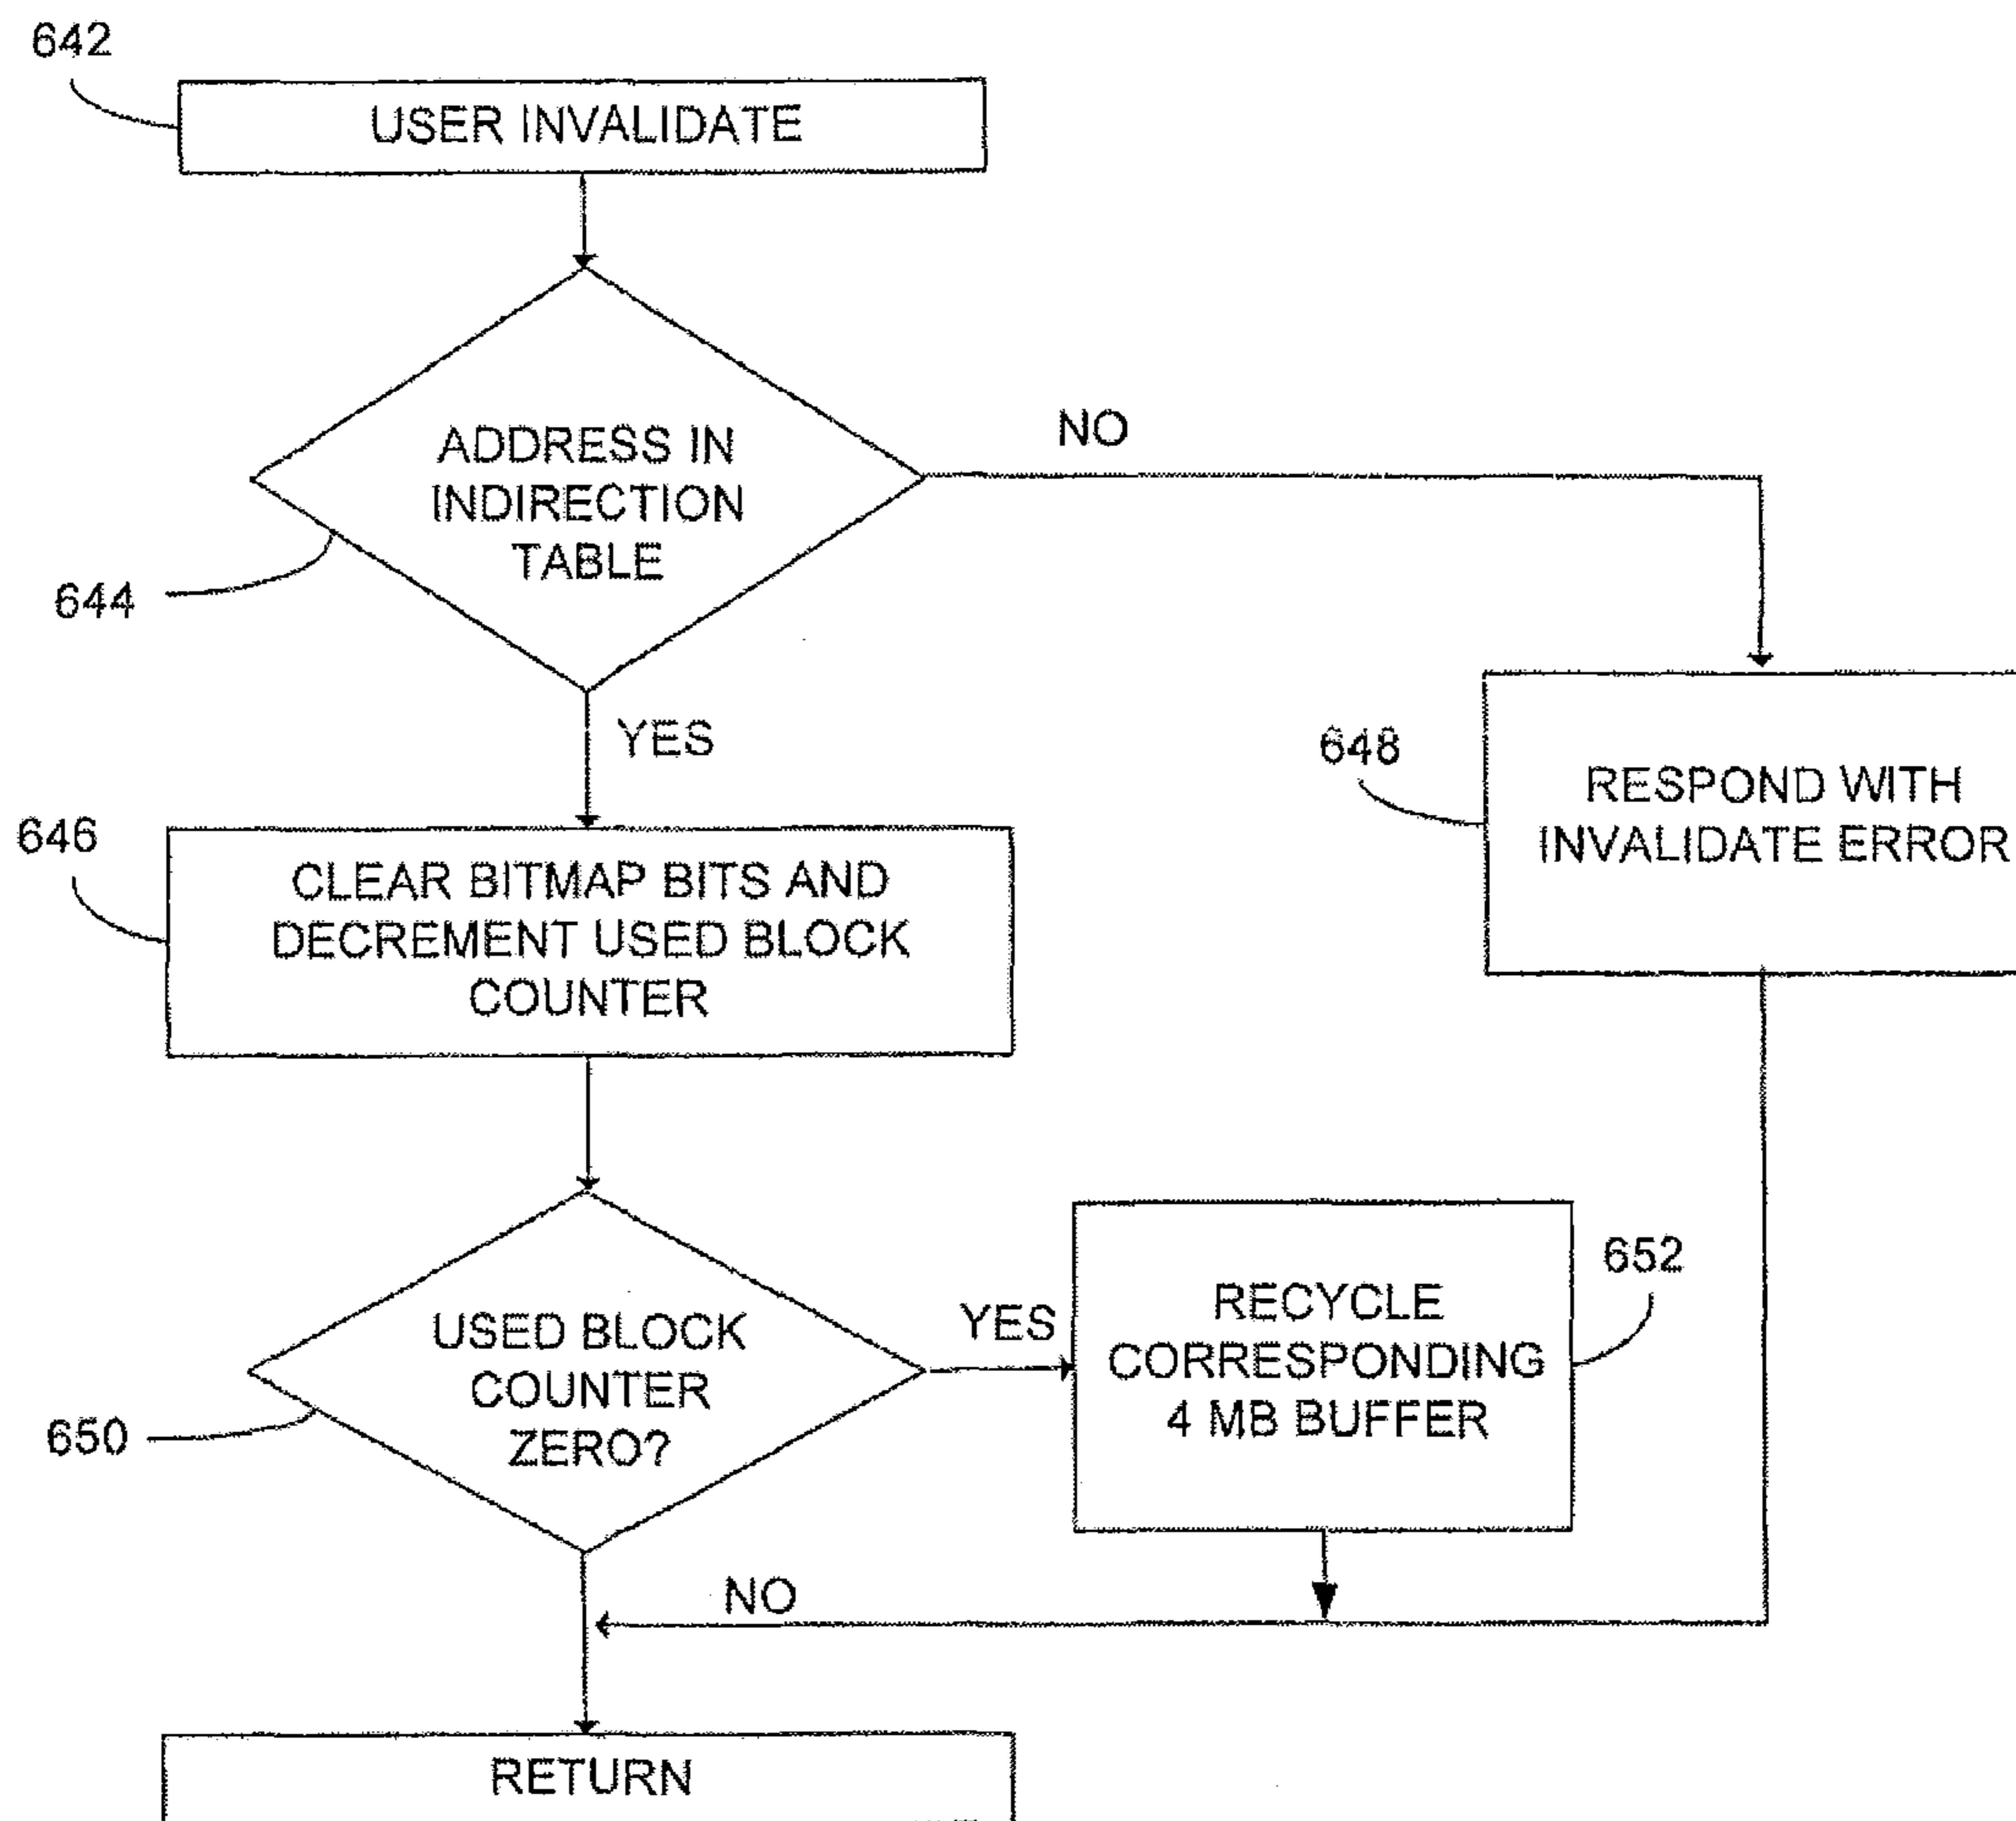 642
USER INVALIDATE
ADDRESS IN
INDIRECTION
TABLE
NO
644
YES
648
RESPOND WITH
INVALIDATE ERROR
646
CLEAR BITMAP BITS AND
DECREMENT USED BLOCK
COUNTER
652
RECYCLE
CORRESPONDING
4 MB BUFFER
YES
USED BLOCK
COUNTER
ZERO?
650
NO
RETURN